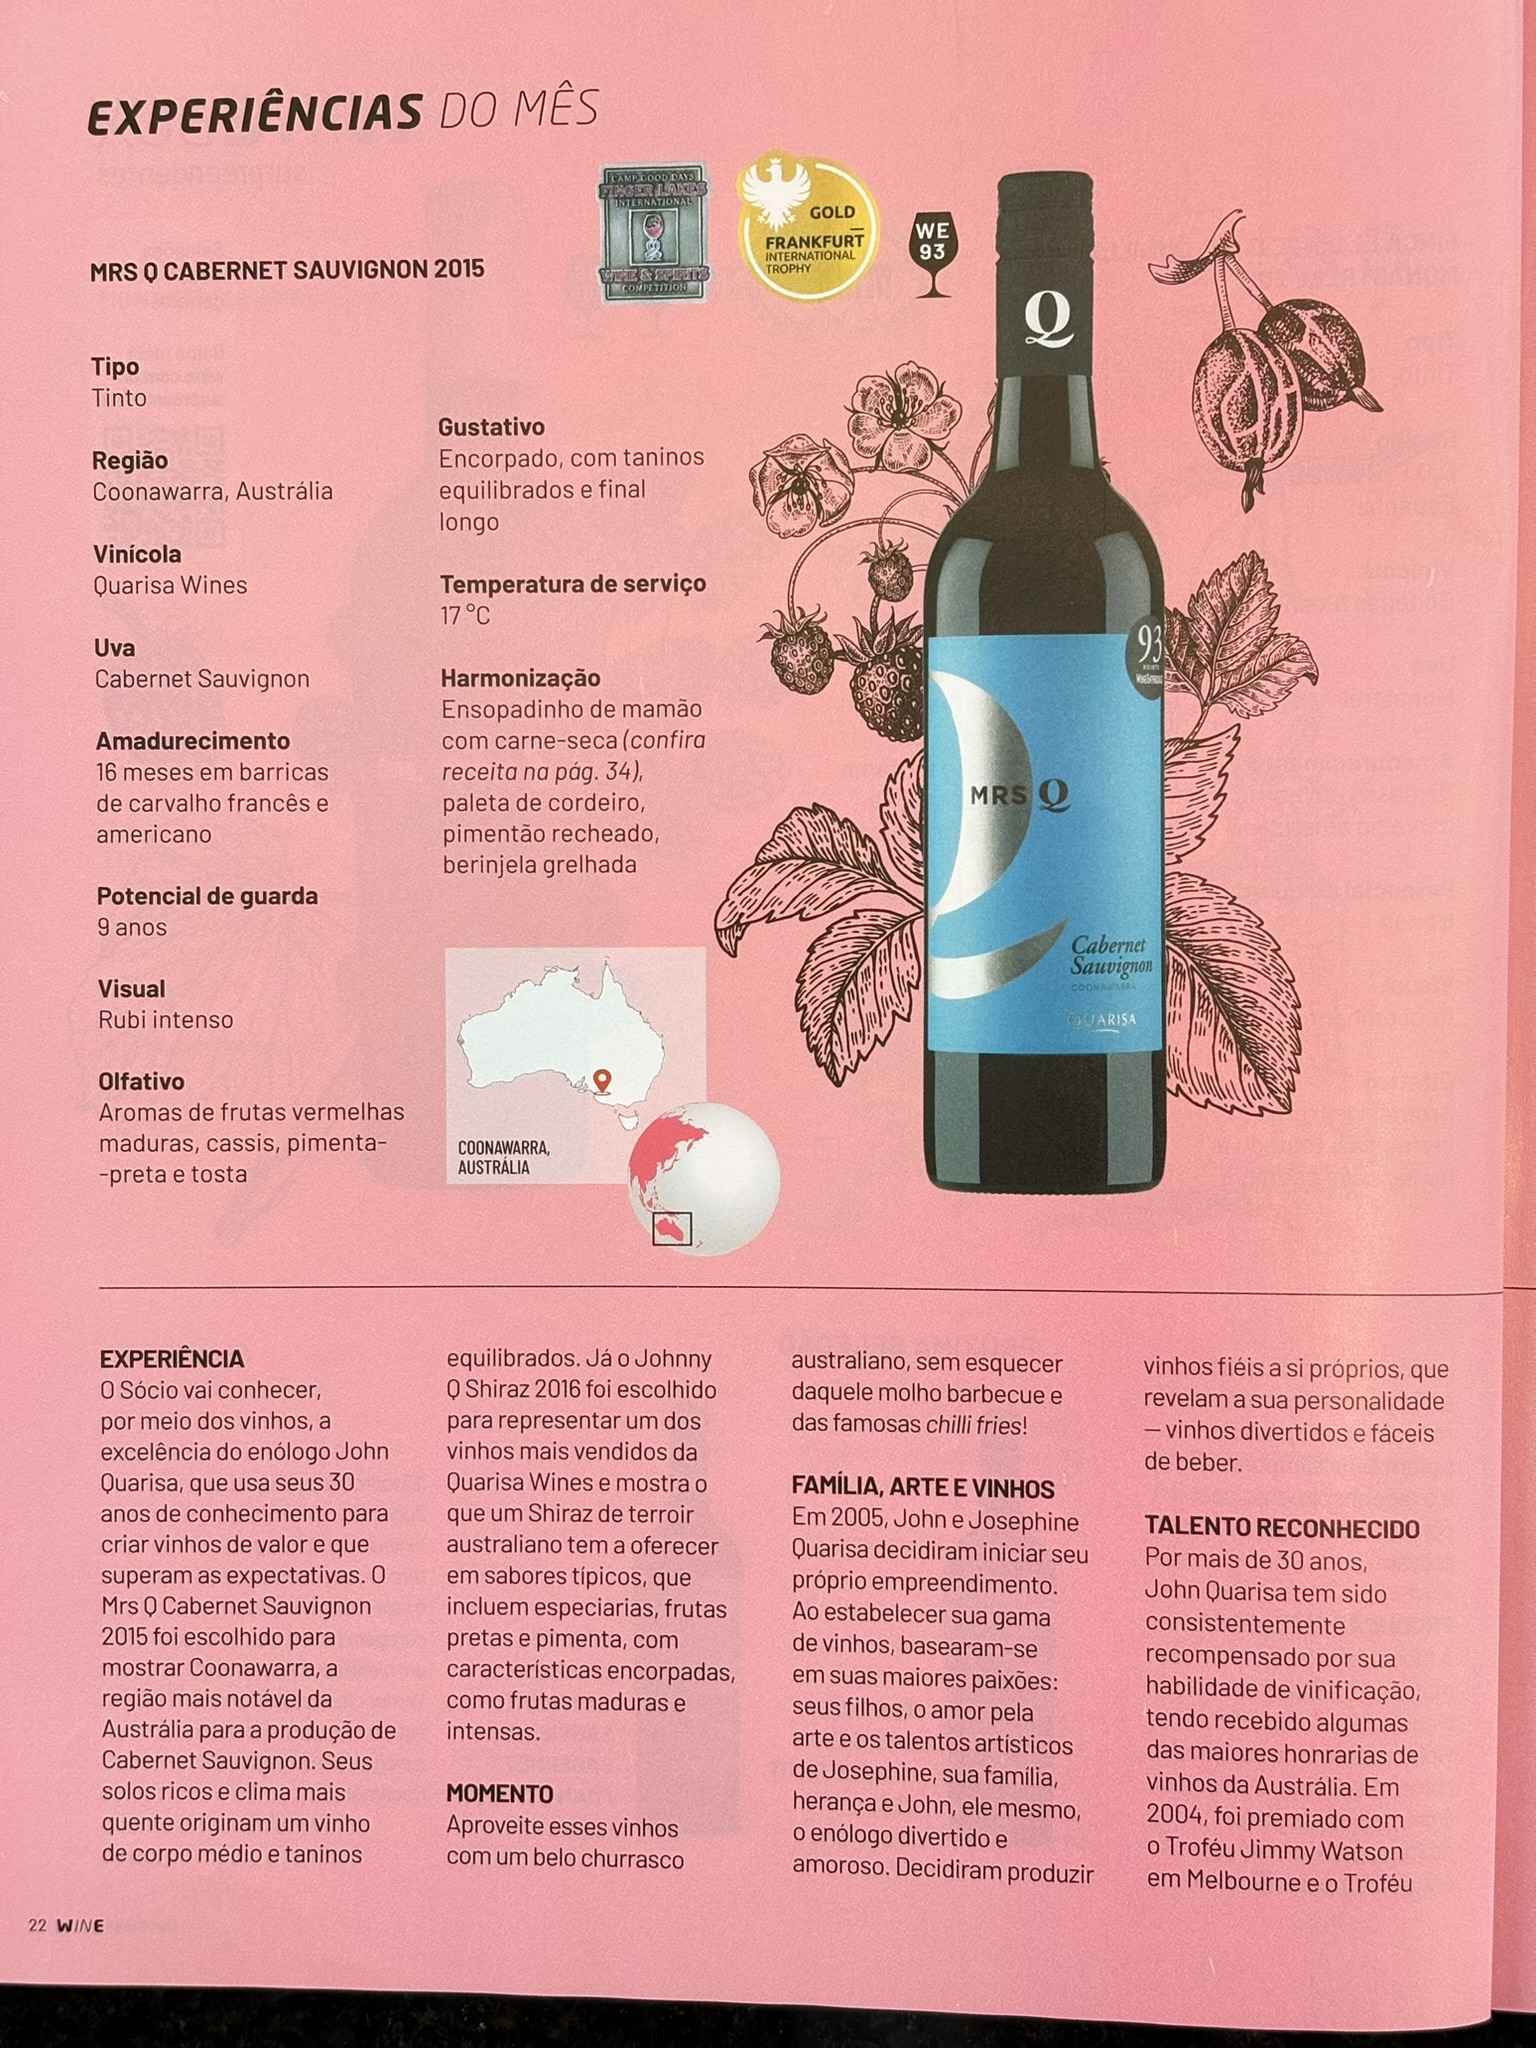 EXPERIÊNCIAS DO MÊS
CAMP GOOD DAYS
FINGER LAKES
INTERNATIONAL
WINE & SPIRITS
COMPETITION
GOLD
FRANKFURT
INTERNATIONAL
TROPHY
WE
93
MRS Q CABERNET SAUVIGNON 2015
Tipo
Tinto
Região
Coonawarra, Austrália
Vinícola
Quarisa Wines
Uva
Cabernet Sauvignon
Amadurecimento
16 meses em barricas
de carvalho francês e
americano
Potencial de guarda
9 anos
Visual
Rubi intenso
Olfativo
Aromas de frutas vermelhas
maduras, cassis, pimenta-
-preta e tosta
Gustativo
Encorpado, com taninos
equilibrados e final
longo
Temperatura de serviço
17 °C
Harmonização
Ensopadinho de mamão
com carne-seca (confira
receita na pág. 34),
paleta de cordeiro,
pimentão recheado,
berinjela grelhada
COONAWARRA,
AUSTRÁLIA
Q
93
POINTS
MRS Q
Cabernet
Sauvignon
COONAWARRA
QUARISA
EXPERIÊNCIA
O Sócio vai conhecer,
por meio dos vinhos, a
excelência do enólogo John
Quarisa, que usa seus 30
anos de conhecimento para
criar vinhos de valor e que
superam as expectativas. O
Mrs Q Cabernet Sauvignon
2015 foi escolhido para
mostrar Coonawarra, a
região mais notável da
Austrália para a produção de
Cabernet Sauvignon. Seus
solos ricos e clima mais
quente originam um vinho
de corpo médio e taninos
equilibrados. Já o Johnny
Q Shiraz 2016 foi escolhido
para representar um dos
vinhos mais vendidos da
Quarisa Wines e mostra o
que um Shiraz de terroir
australiano tem a oferecer
em sabores típicos, que
incluem especiarias, frutas
pretas e pimenta, com
características encorpadas,
como frutas maduras e
intensas.
MOMENTO
Aproveite esses vinhos
com um belo churrasco
australiano, sem esquecer
daquele molho barbecue e
das famosas chilli fries!
FAMÍLIA, ARTE E VINHOS
Em 2005, John e Josephine
Quarisa decidiram iniciar seu
próprio empreendimento.
Ao estabelecer sua gama
de vinhos, basearam-se
em suas maiores paixões:
seus filhos, o amor pela
arte e os talentos artísticos
de Josephine, sua família,
herança e John, ele mesmo,
o enólogo divertido e
amoroso. Decidiram produzir
vinhos fiéis a si próprios, que
revelam a sua personalidade
— vinhos divertidos e fáceis
de beber.
TALENTO RECONHECIDO
Por mais de 30 anos,
John Quarisa tem sido
consistentemente
recompensado por sua
habilidade de vinificação,
tendo recebido algumas
das maiores honrarias de
vinhos da Austrália. Em
2004, foi premiado com
o Troféu Jimmy Watson
em Melbourne e o Troféu
22 WINE